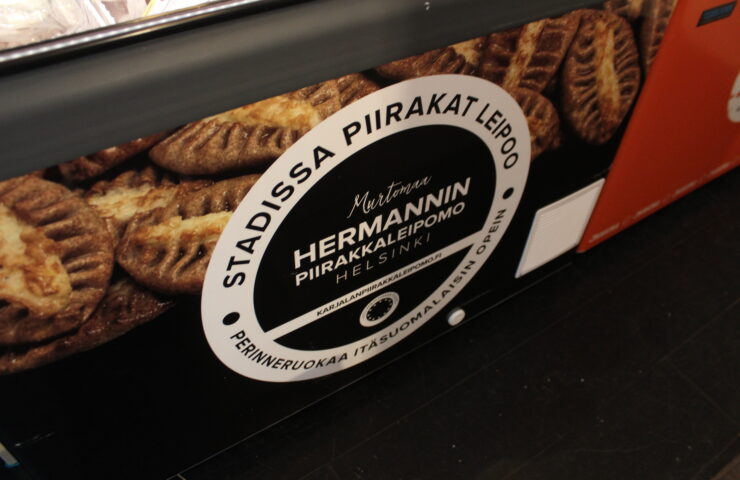 STADISSA PIIRAKAT LEIPOO
Murtomaa
HERMANNIN
PIIRAKKALEIPOMO
HELSINKI
KARJALANPIIRAKKALEIPOMO.FI
PERINNERUOKAA ITÄSUOMALAISIN OPEIN